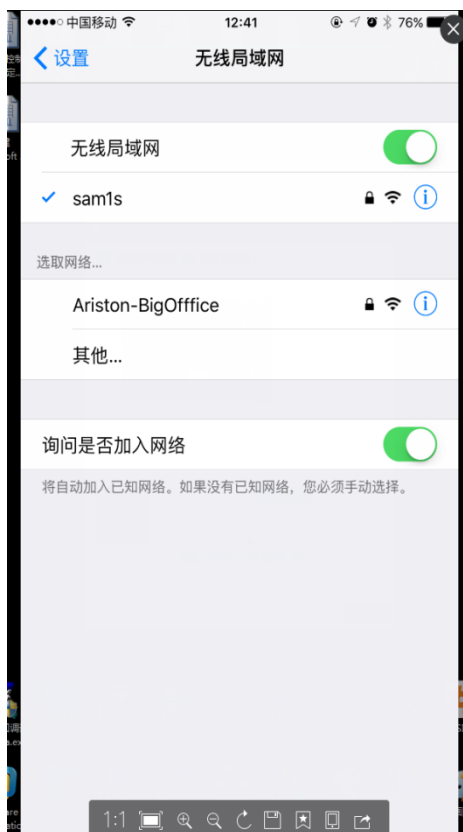 中国移动 12:41 76%
设置 无线局域网
无线局域网
sam1s
选取网络...
Ariston-BigOfffice
其他...
询问是否加入网络
将自动加入已知网络。如果没有已知网络，您必须手动选择。
1:1